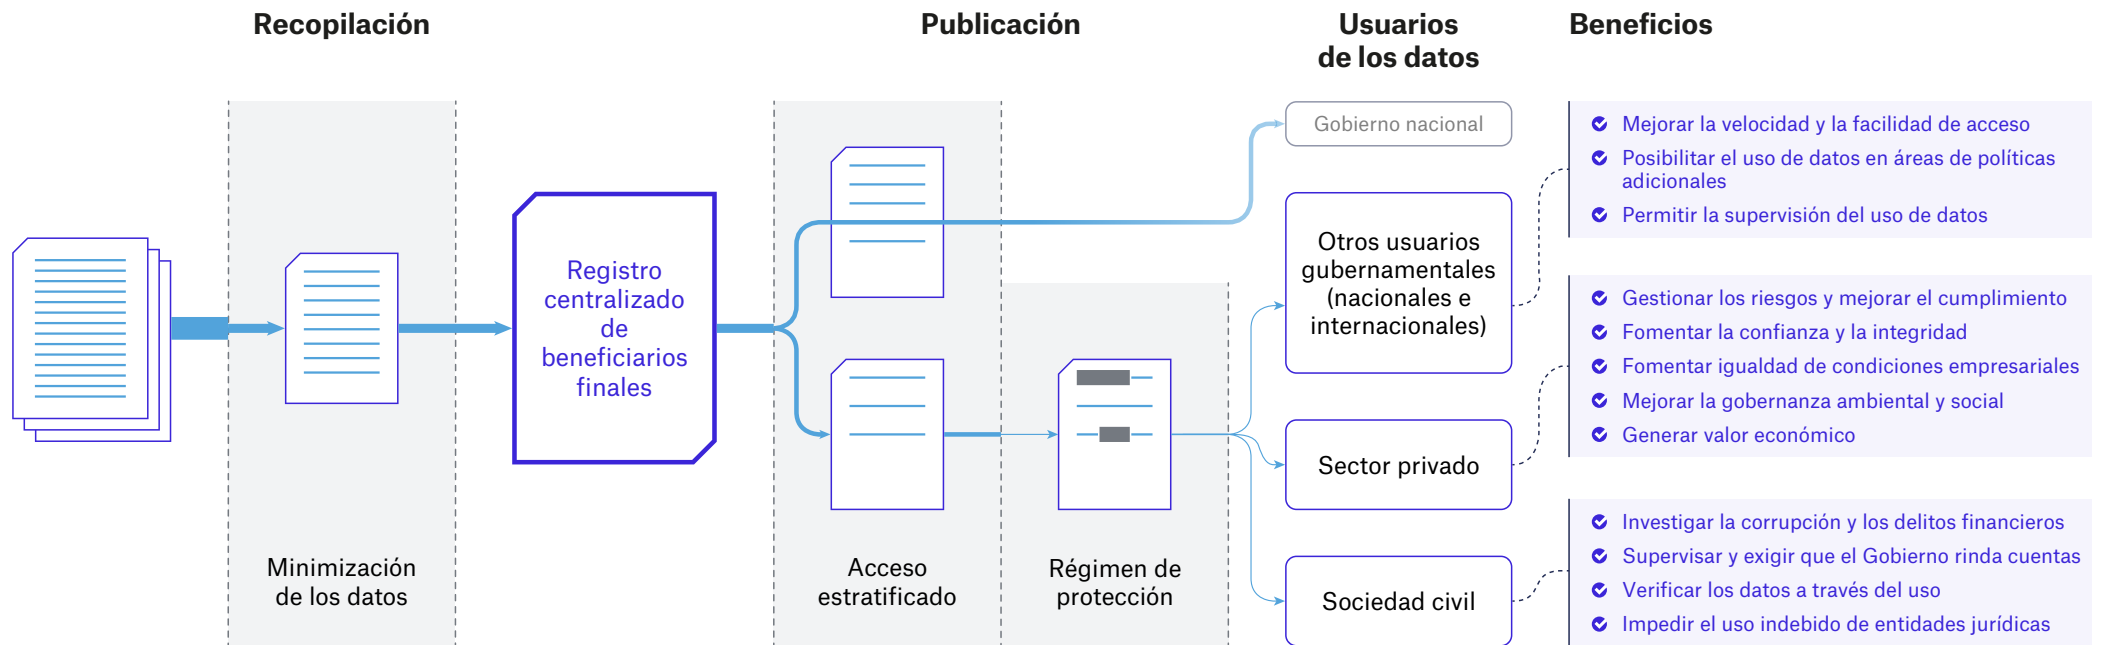 Recopilación
Publicación
Usuarios
de los datos
Beneficios
Minimización
de los datos
Registro
centralizado
de
beneficiarios
finales
Acceso
estratificado
Régimen de
protección
Gobierno nacional
Otros usuarios
gubernamentales
(nacionales e
internacionales)
Sector privado
Sociedad civil
Mejorar la velocidad y la facilidad de acceso
Posibilitar el uso de datos en áreas de políticas
adicionales
Permitir la supervisión del uso de datos
Gestionar los riesgos y mejorar el cumplimiento
Fomentar la confianza y la integridad
Fomentar igualdad de condiciones empresariales
Mejorar la gobernanza ambiental y social
Generar valor económico
Investigar la corrupción y los delitos financieros
Supervisar y exigir que el Gobierno rinda cuentas
Verificar los datos a través del uso
Impedir el uso indebido de entidades jurídicas